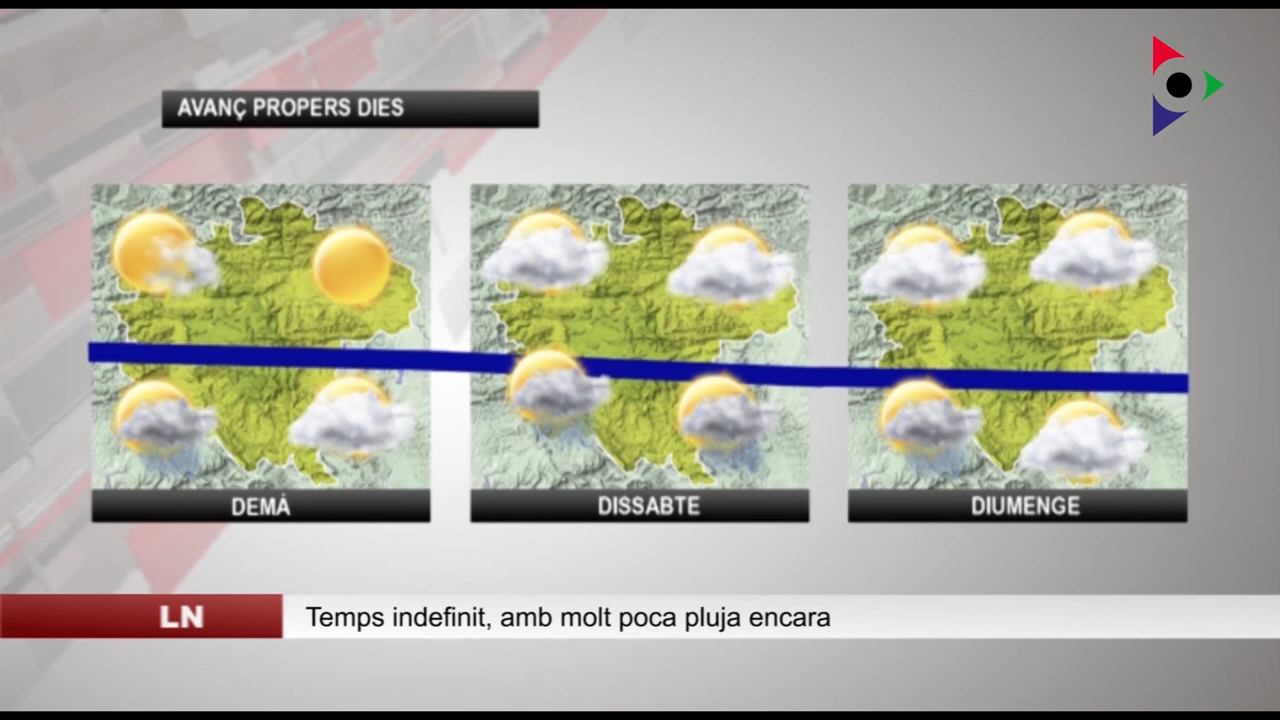 AVANÇ PROPERS DIES
DEMÀ
DISSABTE
DIUMENGE
LN
Temps indefinit, amb molt poca pluja encara